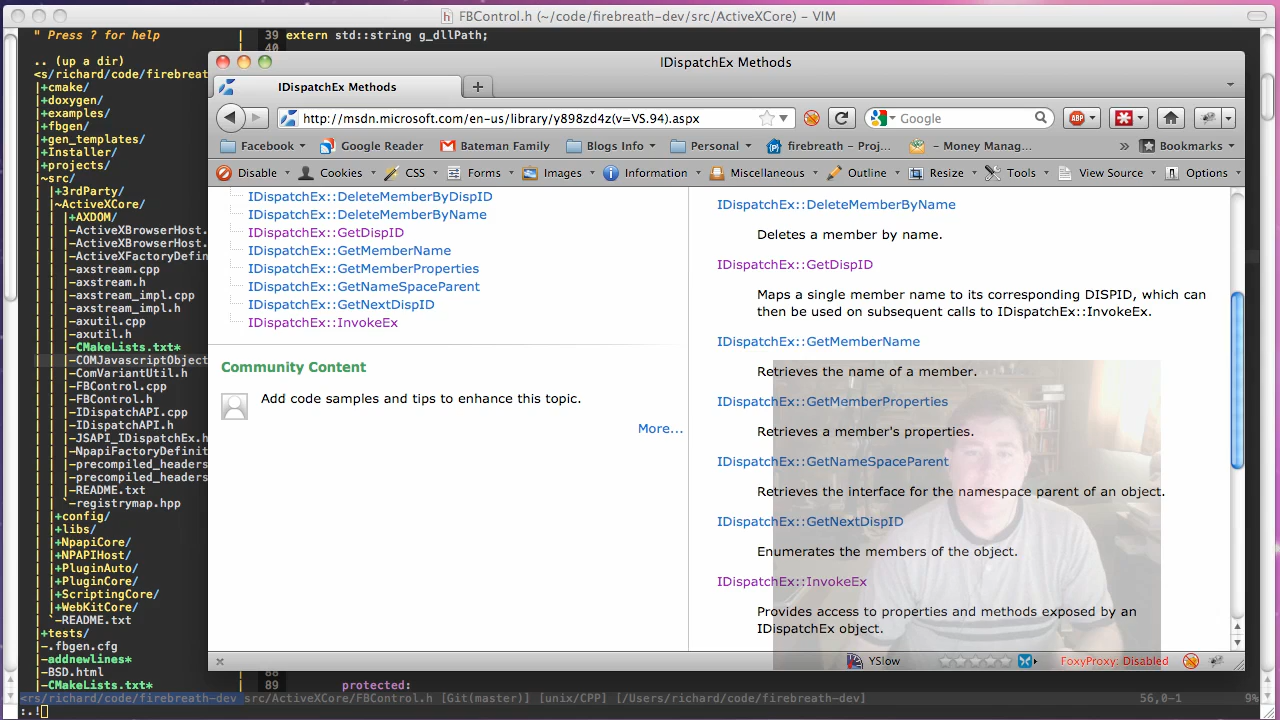 FBControl.h (~/code/firebreath-dev/src/ActiveXCore) – VIM
" Press ? for help
39 extern std::string g_dllPath;
40
.. (up a dir)
<s/richard/code/firebreat
|+cmake/
|+doxygen/
|+examples/
|+fbgen/
|+gen_templates/
|+Installer/
|+projects/
|~src/
| |+3rdParty/
| |~ActiveXCore/
| | |+AXDOM/
| | |-ActiveXBrowserHost.
| | |-ActiveXBrowserHost.
| | |-ActiveXFactoryDefin
| | |-axstream.cpp
| | |-axstream.h
| | |-axstream_impl.cpp
| | |-axstream_impl.h
| | |-axutil.cpp
| | |-axutil.h
| | |-CMakeLists.txt*
| | |-COMJavascriptObject
| | |-ComVariantUtil.h
| | |-FBControl.cpp
| | |-FBControl.h
| | |-IDispatchAPI.cpp
| | |-IDispatchAPI.h
| | |-JSAPI_IDispatchEx.h
| | |-NpapiFactoryDefinit
| | |-precompiled_headers
| | |-precompiled_headers
| | |-README.txt
| | `-registrymap.hpp
| |+config/
| |+libs/
| |+NpapiCore/
| |+NPAPIHost/
| |+PluginAuto/
| |+PluginCore/
| |+ScriptingCore/
| |+WebKitCore/
| `-README.txt
|+tests/
|-.fbgen.cfg
|-addnewlines*
|-BSD.html
|-CMakeLists.txt*
IDispatchEx Methods
IDispatchEx Methods
http://msdn.microsoft.com/en-us/library/y898zd4z(v=VS.94).aspx
Google
ABP
Facebook Google Reader Bateman Family Blogs Info Personal firebreath - Proj... - Money Manag... » Bookmarks
Disable Cookies CSS Forms Images Information Miscellaneous Outline Resize Tools View Source Options
IDispatchEx::DeleteMemberByDispID
IDispatchEx::DeleteMemberByName
IDispatchEx::GetDispID
IDispatchEx::GetMemberName
IDispatchEx::GetMemberProperties
IDispatchEx::GetNameSpaceParent
IDispatchEx::GetNextDispID
IDispatchEx::InvokeEx
Community Content
Add code samples and tips to enhance this topic.
More...
IDispatchEx::DeleteMemberByName
Deletes a member by name.
IDispatchEx::GetDispID
Maps a single member name to its corresponding DISPID, which can
then be used on subsequent calls to IDispatchEx::InvokeEx.
IDispatchEx::GetMemberName
Retrieves the name of a member.
IDispatchEx::GetMemberProperties
Retrieves a member's properties.
IDispatchEx::GetNameSpaceParent
Retrieves the interface for the namespace parent of an object.
IDispatchEx::GetNextDispID
Enumerates the members of the object.
IDispatchEx::InvokeEx
Provides access to properties and methods exposed by an
IDispatchEx object.
YSlow
FoxyProxy: Disabled
88
89 protected:
<rs/richard/code/firebreath-dev src/ActiveXCore/FBControl.h [Git(master)] [unix/CPP] [/Users/richard/code/firebreath-dev] 56,0-1 9%
:.!